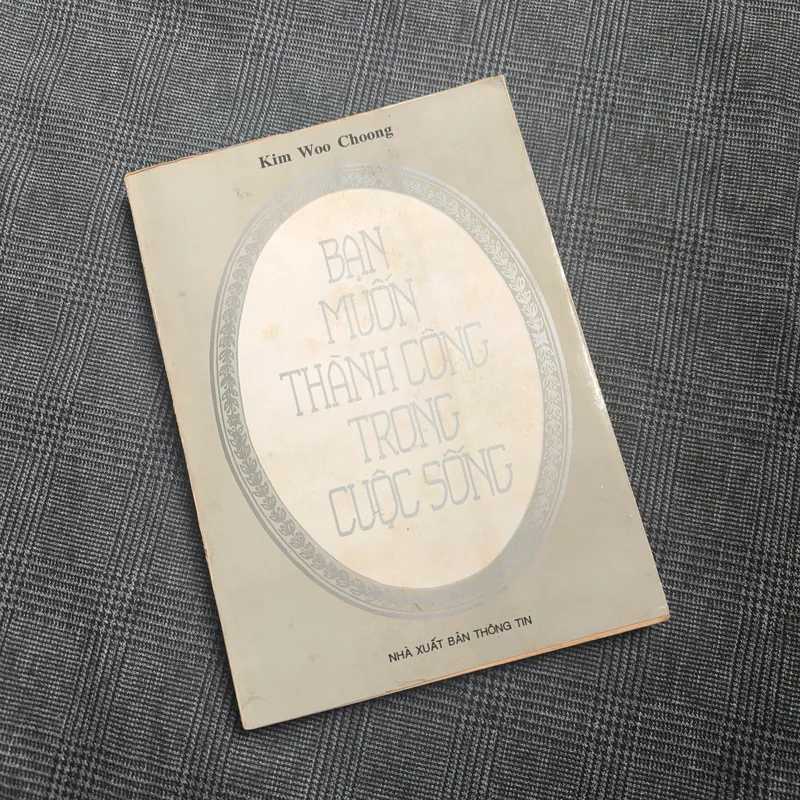 Kim Woo Choong
BẠN
MUỐN
THÀNH CÔNG
TRONG
CUỘC SỐNG
NHÀ XUẤT BẢN THÔNG TIN